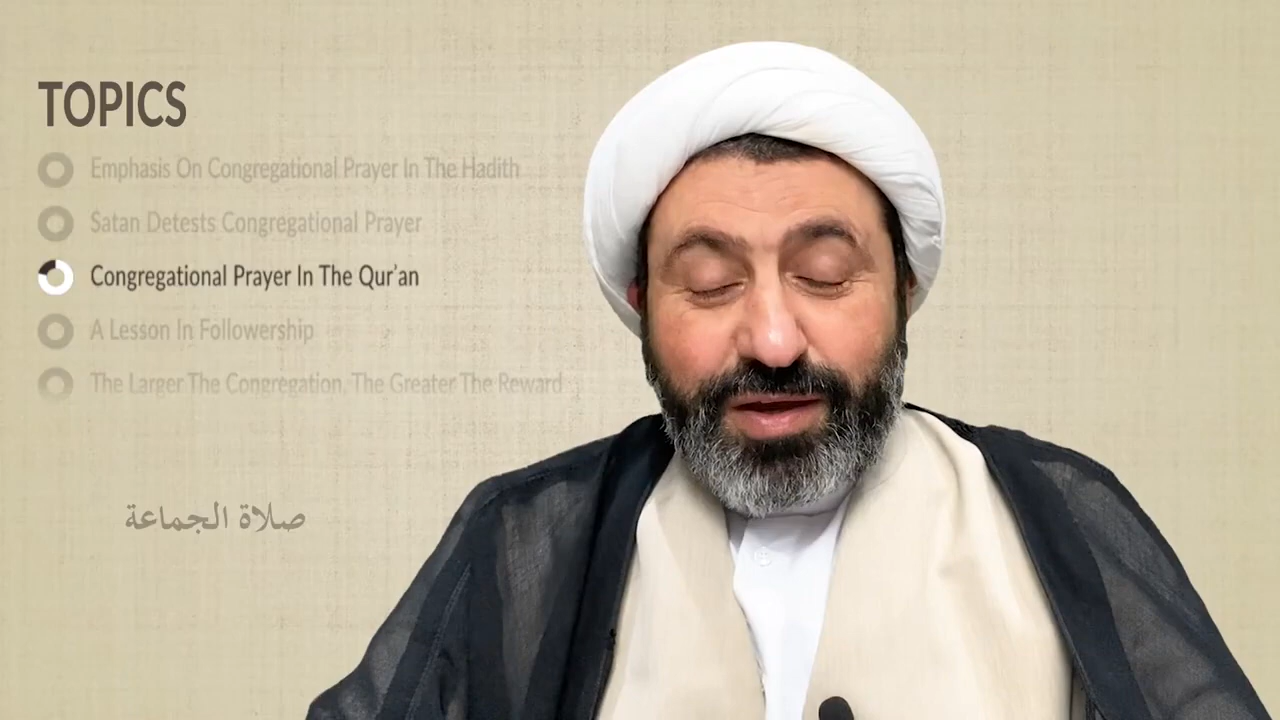 TOPICS
Emphasis On Congregational Prayer In The Hadith
Satan Detests Congregational Prayer
Congregational Prayer In The Qur'an
A Lesson In Followership
The Larger The Congregation, The Greater The Reward
صلاة الجماعة